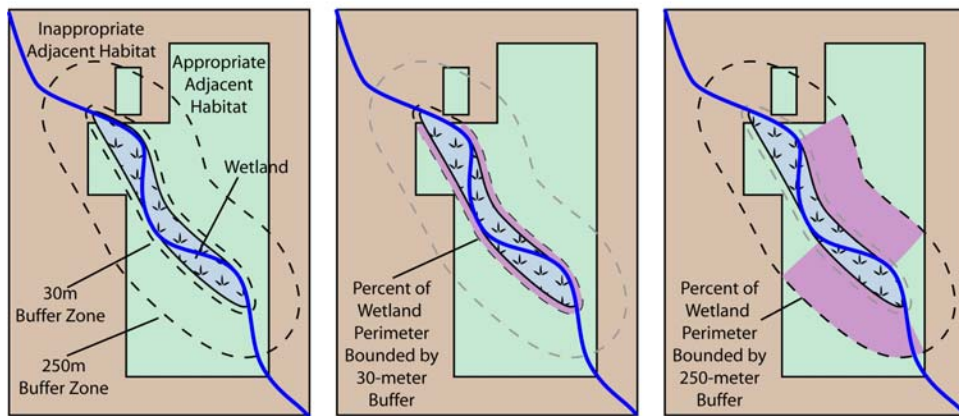 Inappropriate
Adjacent Habitat
Appropriate
Adjacent
Habitat
Wetland
30m
Buffer Zone
250m
Buffer Zone
Percent of
Wetland
Perimeter
Bounded by
30-meter
Buffer
Percent of
Wetland
Perimeter
Bounded by
250-meter
Buffer